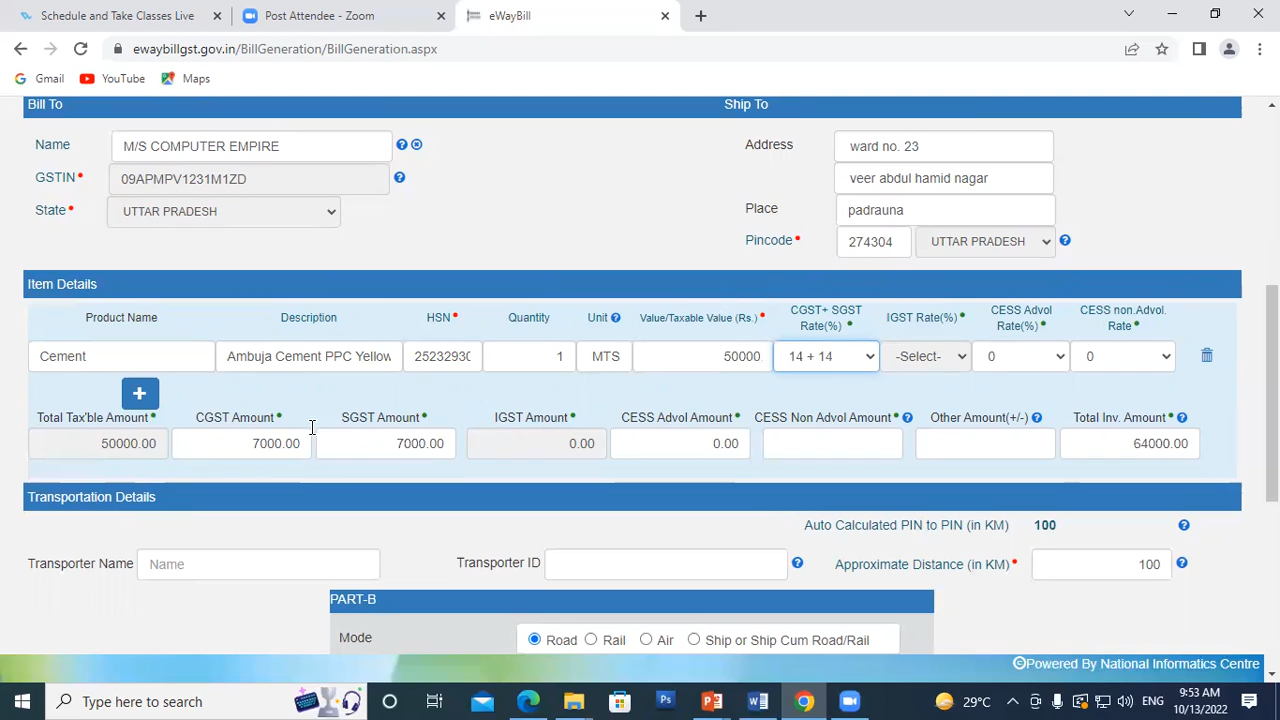 Schedule and Take Classes Live
Post Attendee - Zoom
eWayBill
ewaybillgst.gov.in/BillGeneration/BillGeneration.aspx
Gmail YouTube Maps
Bill To Ship To
Name M/S COMPUTER EMPIRE Address ward no. 23
GSTIN 09APMPV1231M1ZD veer abdul hamid nagar
State UTTAR PRADESH Place padrauna
Pincode 274304 UTTAR PRADESH
Item Details
Product Name Description HSN Quantity Unit Value/Taxable Value (Rs.) CGST+ SGST Rate(%) IGST Rate(%) CESS Advol Rate(%) CESS non.Advol. Rate
Cement Ambuja Cement PPC Yellow 2523293 1 MTS 50000 14 + 14 -Select- 0 0
+
Total Tax'ble Amount CGST Amount SGST Amount IGST Amount CESS Advol Amount CESS Non Advol Amount Other Amount(+/-) Total Inv. Amount
50000.00 7000.00 7000.00 0.00 0.00 64000.00
Transportation Details
Auto Calculated PIN to PIN (in KM) 100
Transporter Name Name Transporter ID Approximate Distance (in KM) 100
PART-B
Mode Road Rail Air Ship or Ship Cum Road/Rail
©Powered By National Informatics Centre
Type here to search Ps 29°C ENG 9:53 AM
10/13/2022